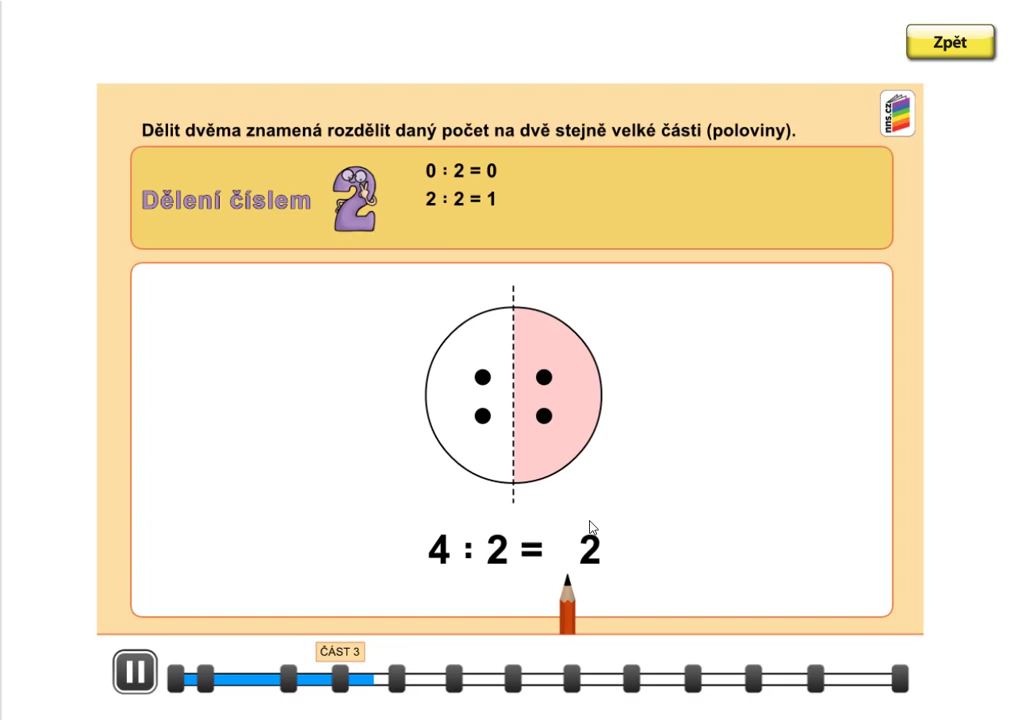 Zpět
nns.cz
Dělit dvěma znamená rozdělit daný počet na dvě stejně velké části (poloviny).
Dělení číslem 2
0 : 2 = 0
2 : 2 = 1
4 : 2 = 2
ČÁST 3